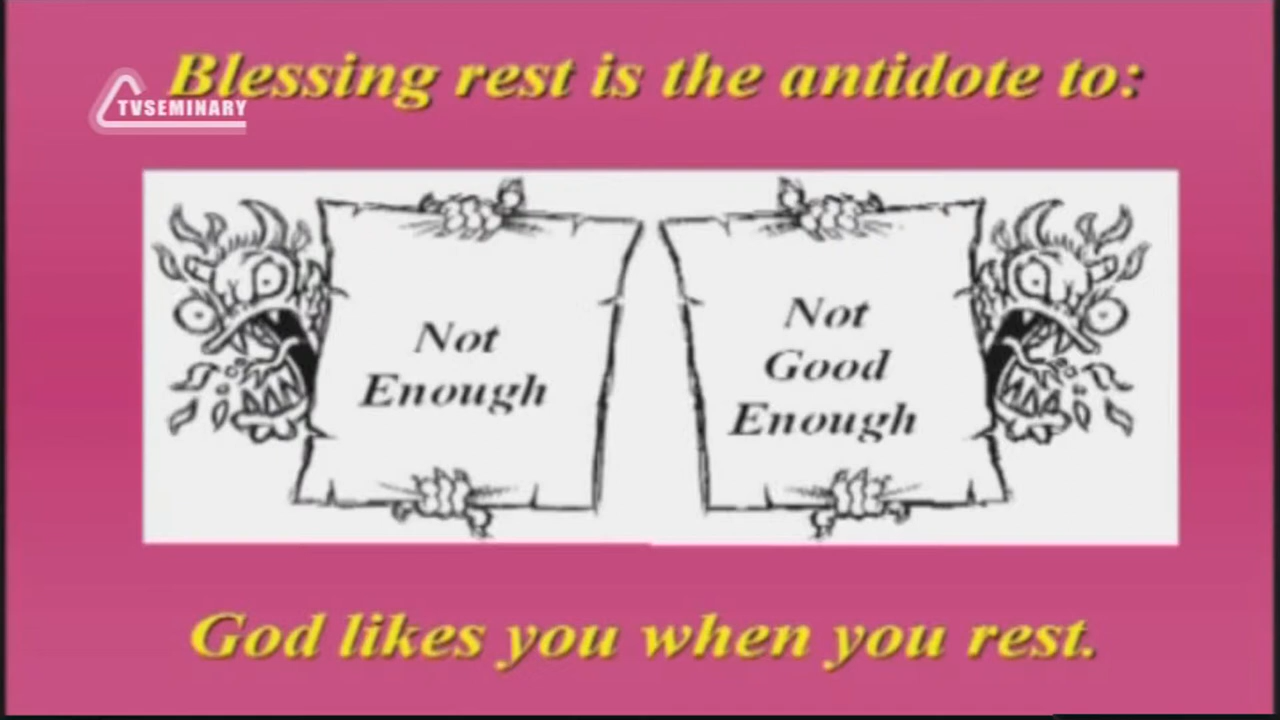 Blessing rest is the antidote to:
TVSEMINARY
Not
Enough
Not
Good
Enough
God likes you when you rest.